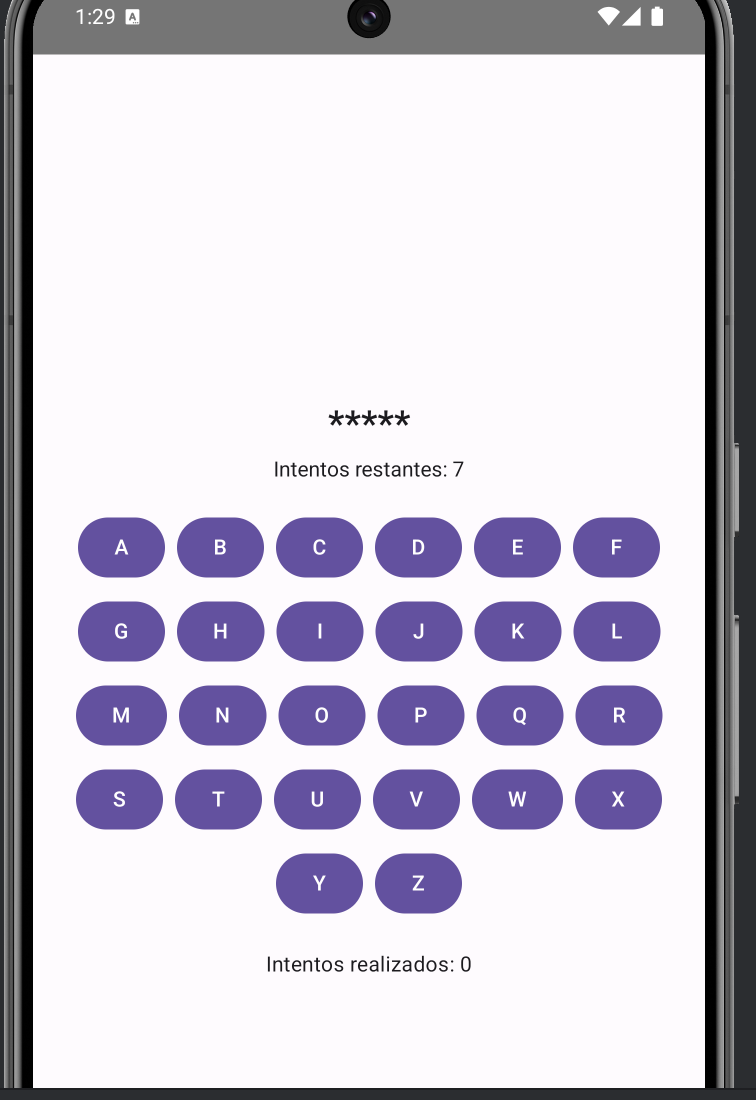 1:29 A
*****
Intentos restantes: 7
A B C D E F
G H I J K L
M N O P Q R
S T U V W X
Y Z
Intentos realizados: 0